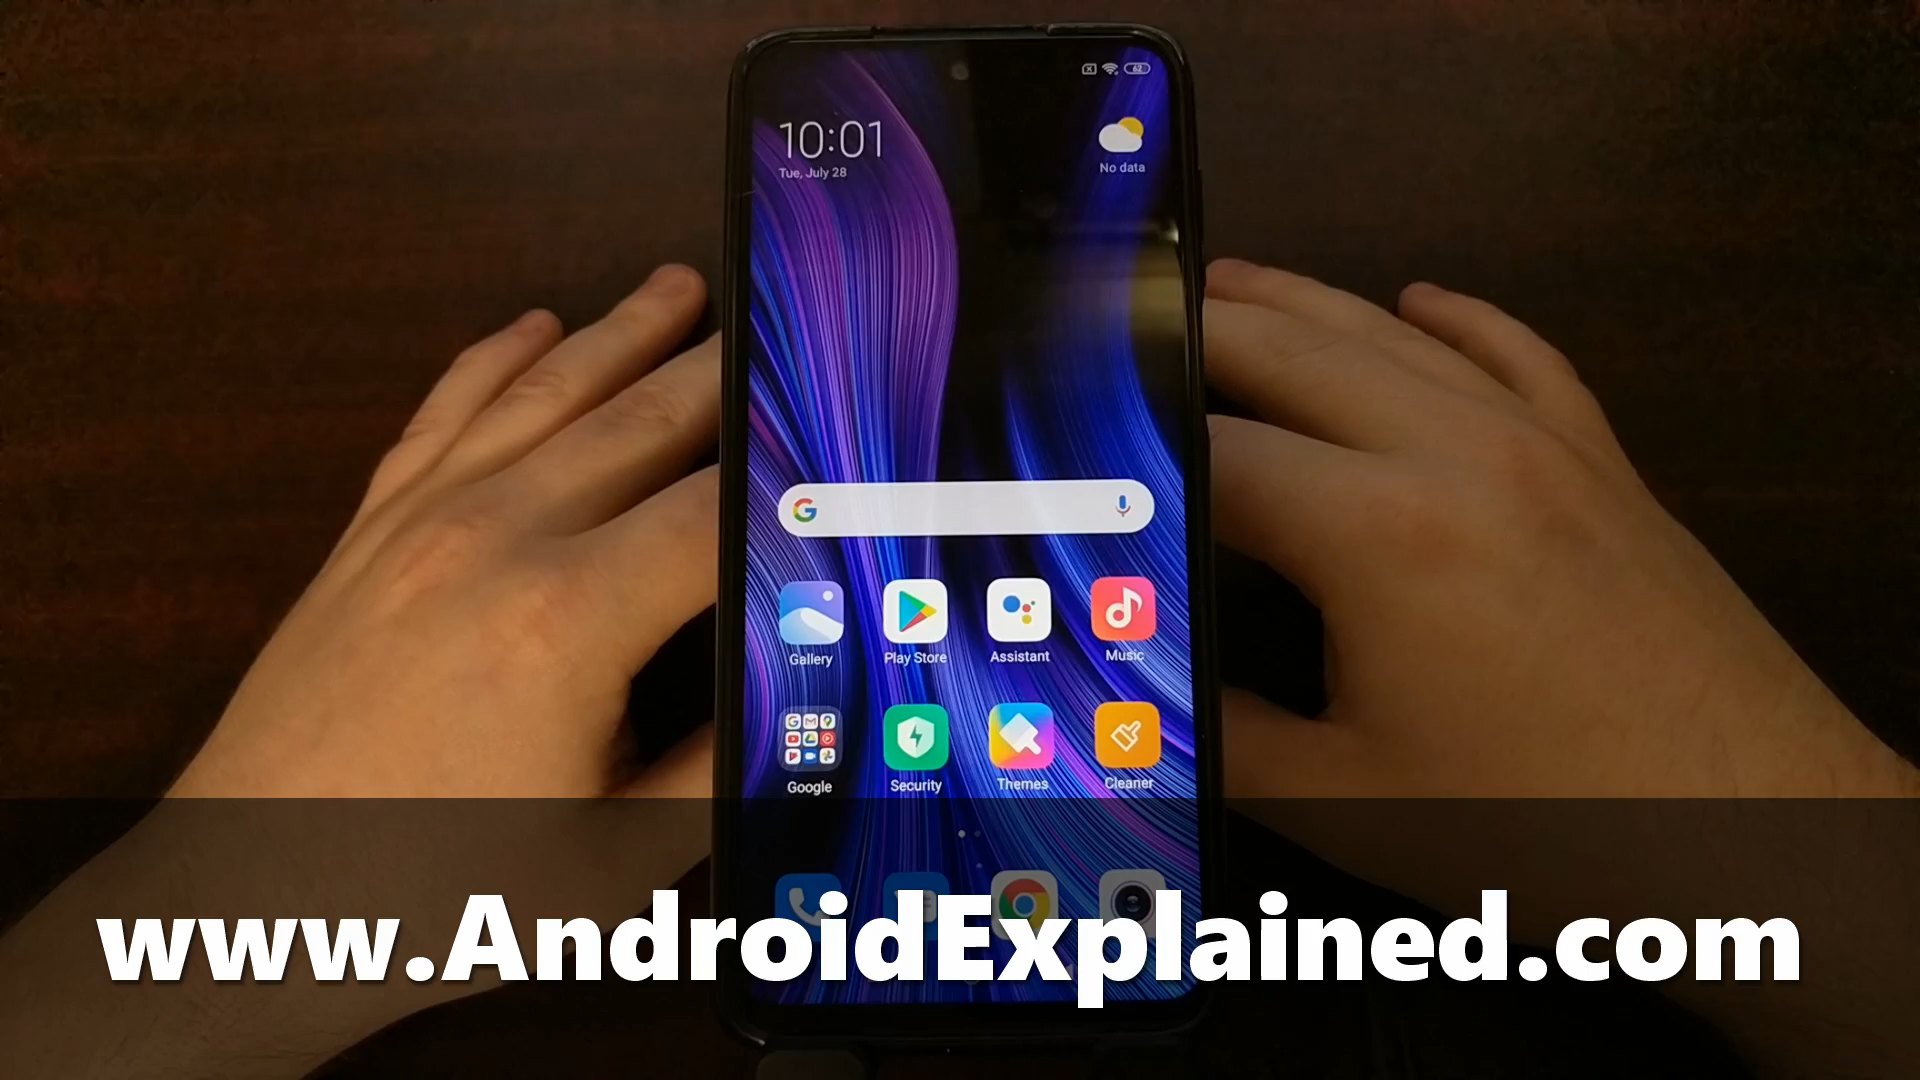 62
10:01
Tue, July 28
No data
Gallery
Play Store
Assistant
Music
Google
Security
Themes
Cleaner
www.AndroidExplained.com